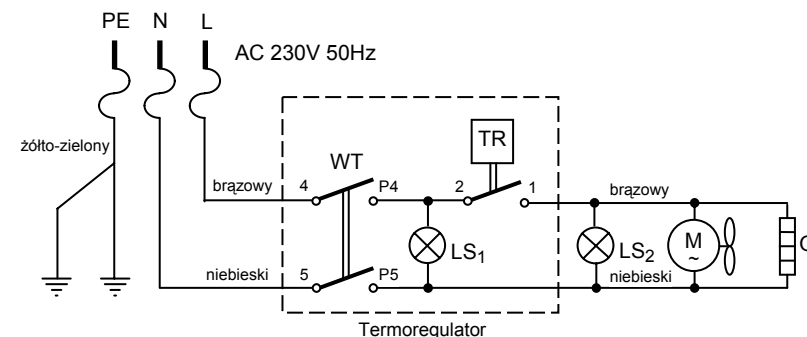 PE N L
AC 230V 50Hz
żółto-zielony
WT
TR
brązowy 4 P4 2 1 brązowy
LS1 LS2 M ~
niebieski 5 P5 niebieski
Termoregulator